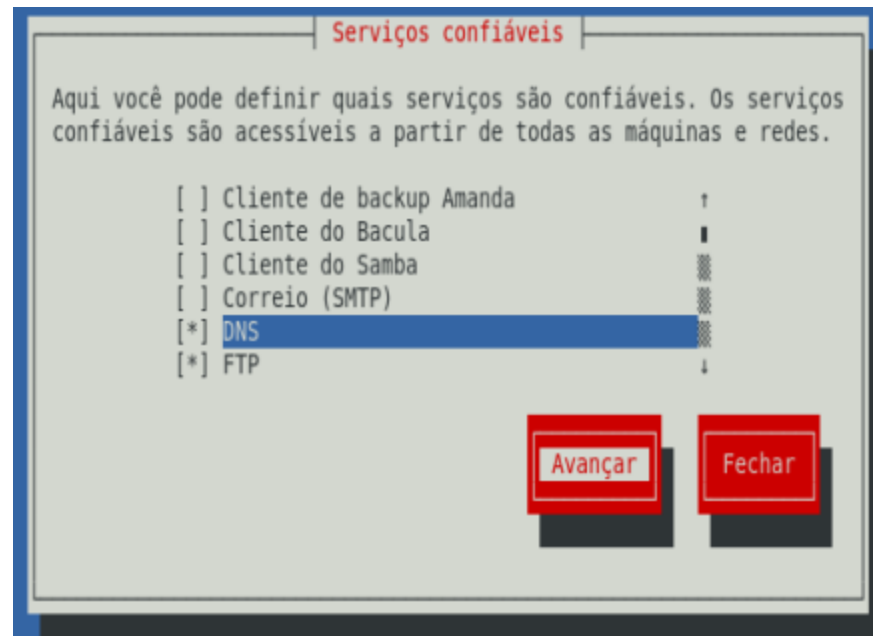 Serviços confiáveis
Aqui você pode definir quais serviços são confiáveis. Os serviços
confiáveis são acessíveis a partir de todas as máquinas e redes.
[ ] Cliente de backup Amanda ↑
[ ] Cliente do Bacula
[ ] Cliente do Samba
[ ] Correio (SMTP)
[*] DNS
[*] FTP ↓
Avançar Fechar